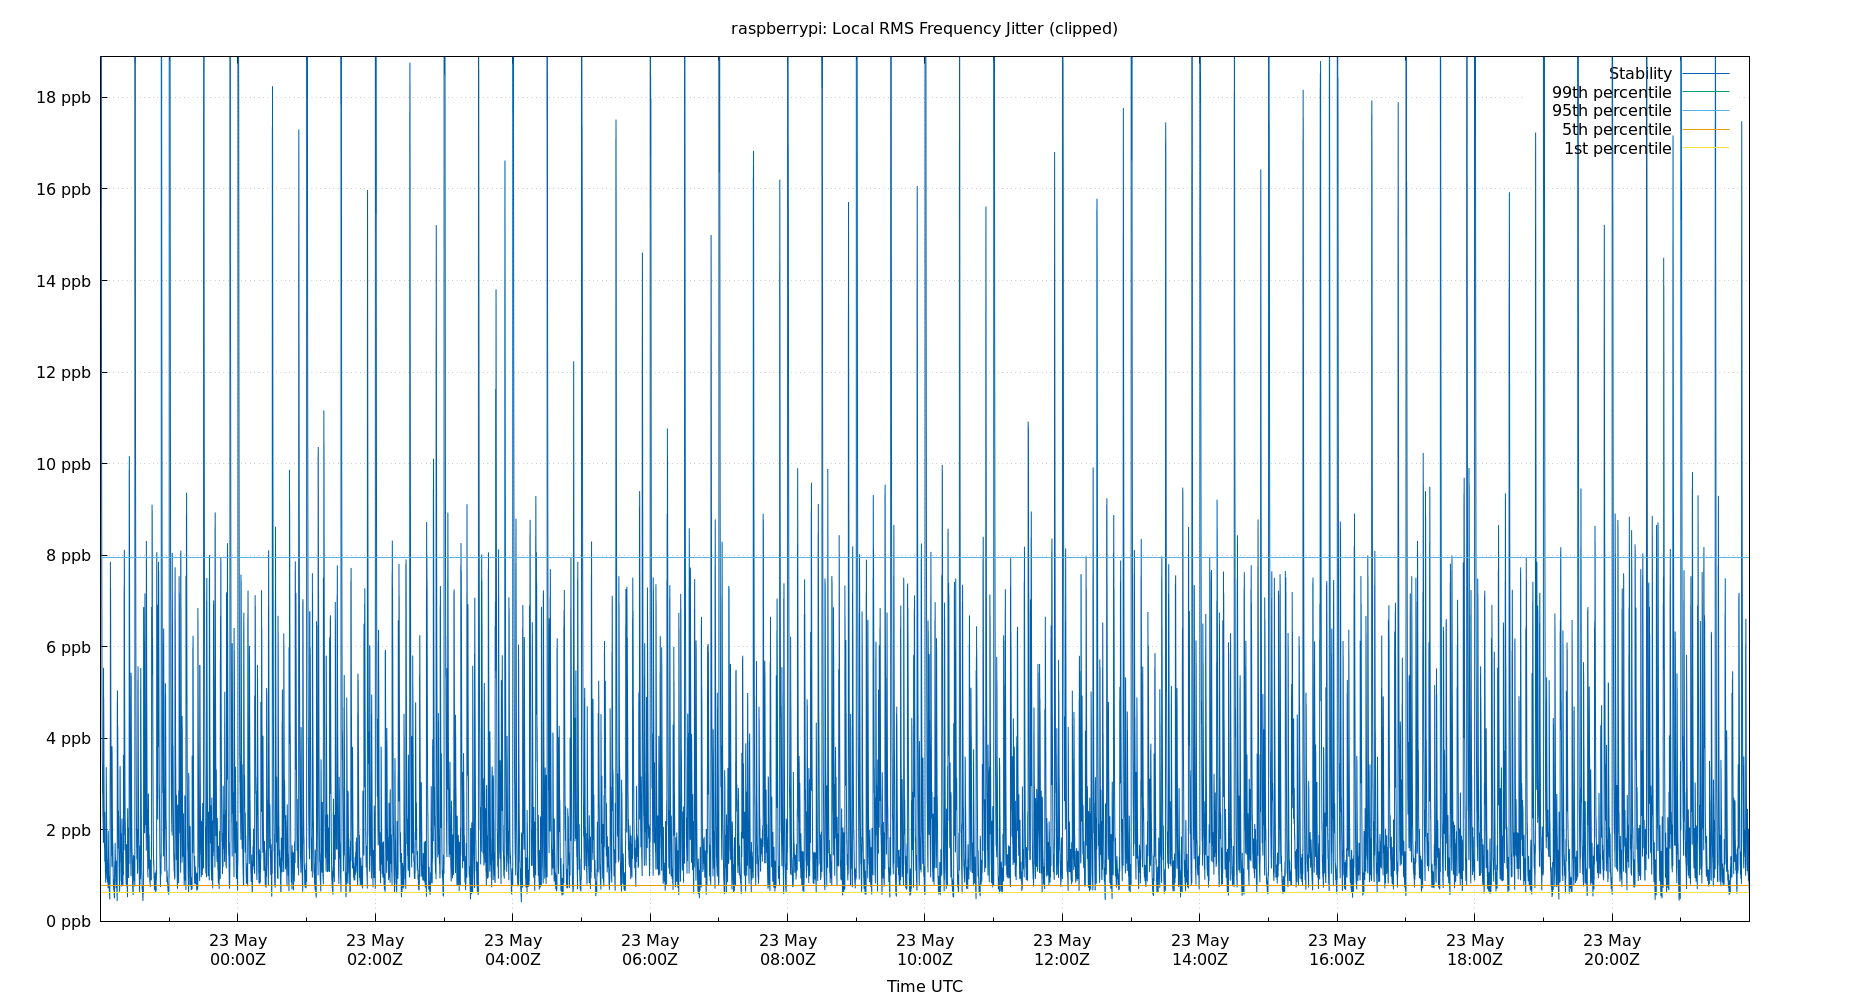 raspberrypi: Local RMS Frequency Jitter (clipped)
Stability
99th percentile
95th percentile
5th percentile
1st percentile
18 ppb
16 ppb
14 ppb
12 ppb
10 ppb
8 ppb
6 ppb
4 ppb
2 ppb
0 ppb
23 May 23 May 23 May 23 May 23 May 23 May 23 May 23 May 23 May 23 May 23 May
00:00Z 02:00Z 04:00Z 06:00Z 08:00Z 10:00Z 12:00Z 14:00Z 16:00Z 18:00Z 20:00Z
Time UTC